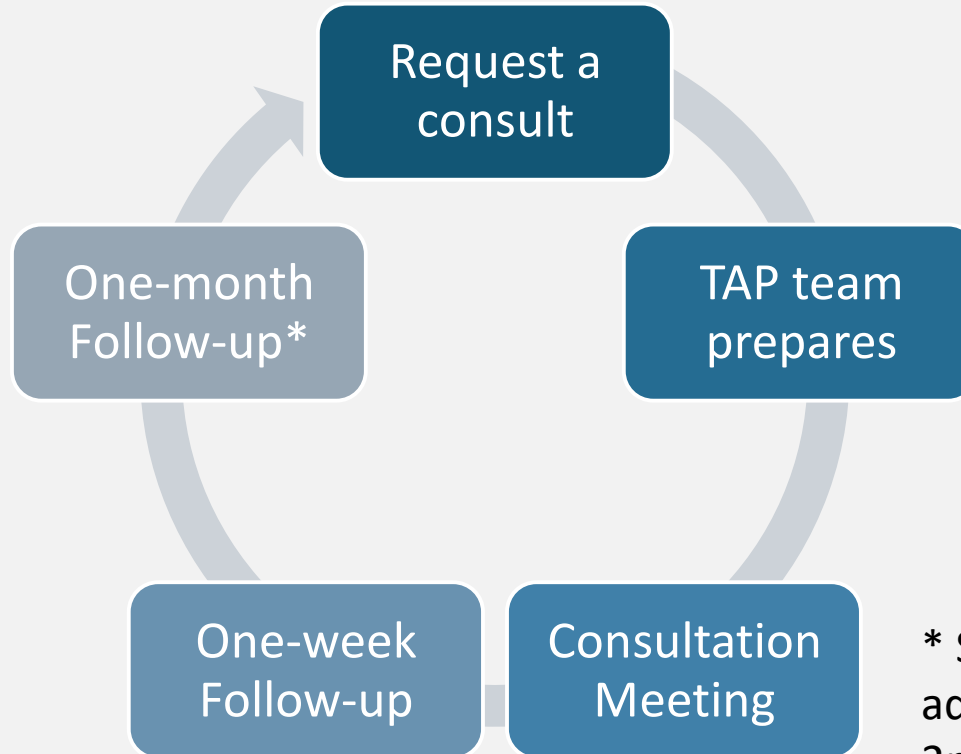 Request a
consult
TAP team
prepares
Consultation
Meeting
One-week
Follow-up
One-month
Follow-up*
*